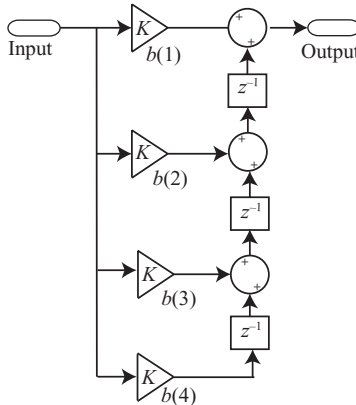 Input
K
b(1)
+
+
Output
z⁻¹
K
b(2)
+
+
z⁻¹
K
b(3)
+
+
z⁻¹
K
b(4)